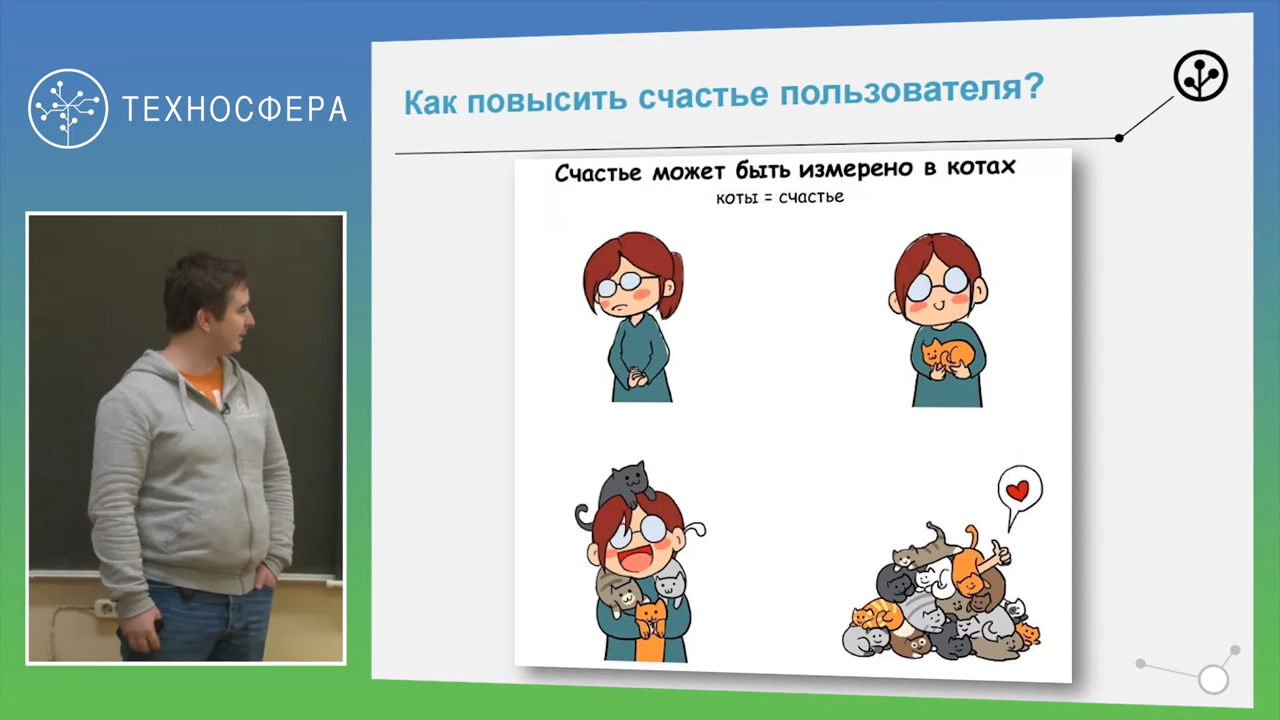 ТЕХНОСФЕРА
Как повысить счастье пользователя?
Счастье может быть измерено в котах
коты = счастье